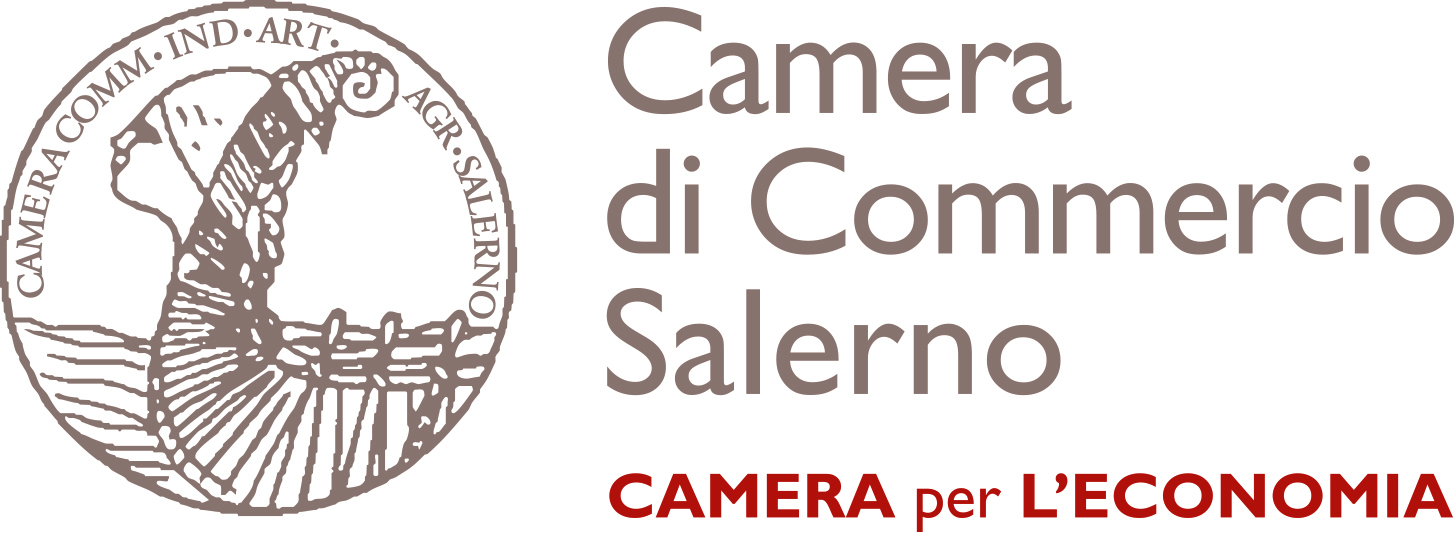 CAMERA COMM·IND·ART·AGR·SALERNO
Camera
di Commercio
Salerno
CAMERA per L'ECONOMIA